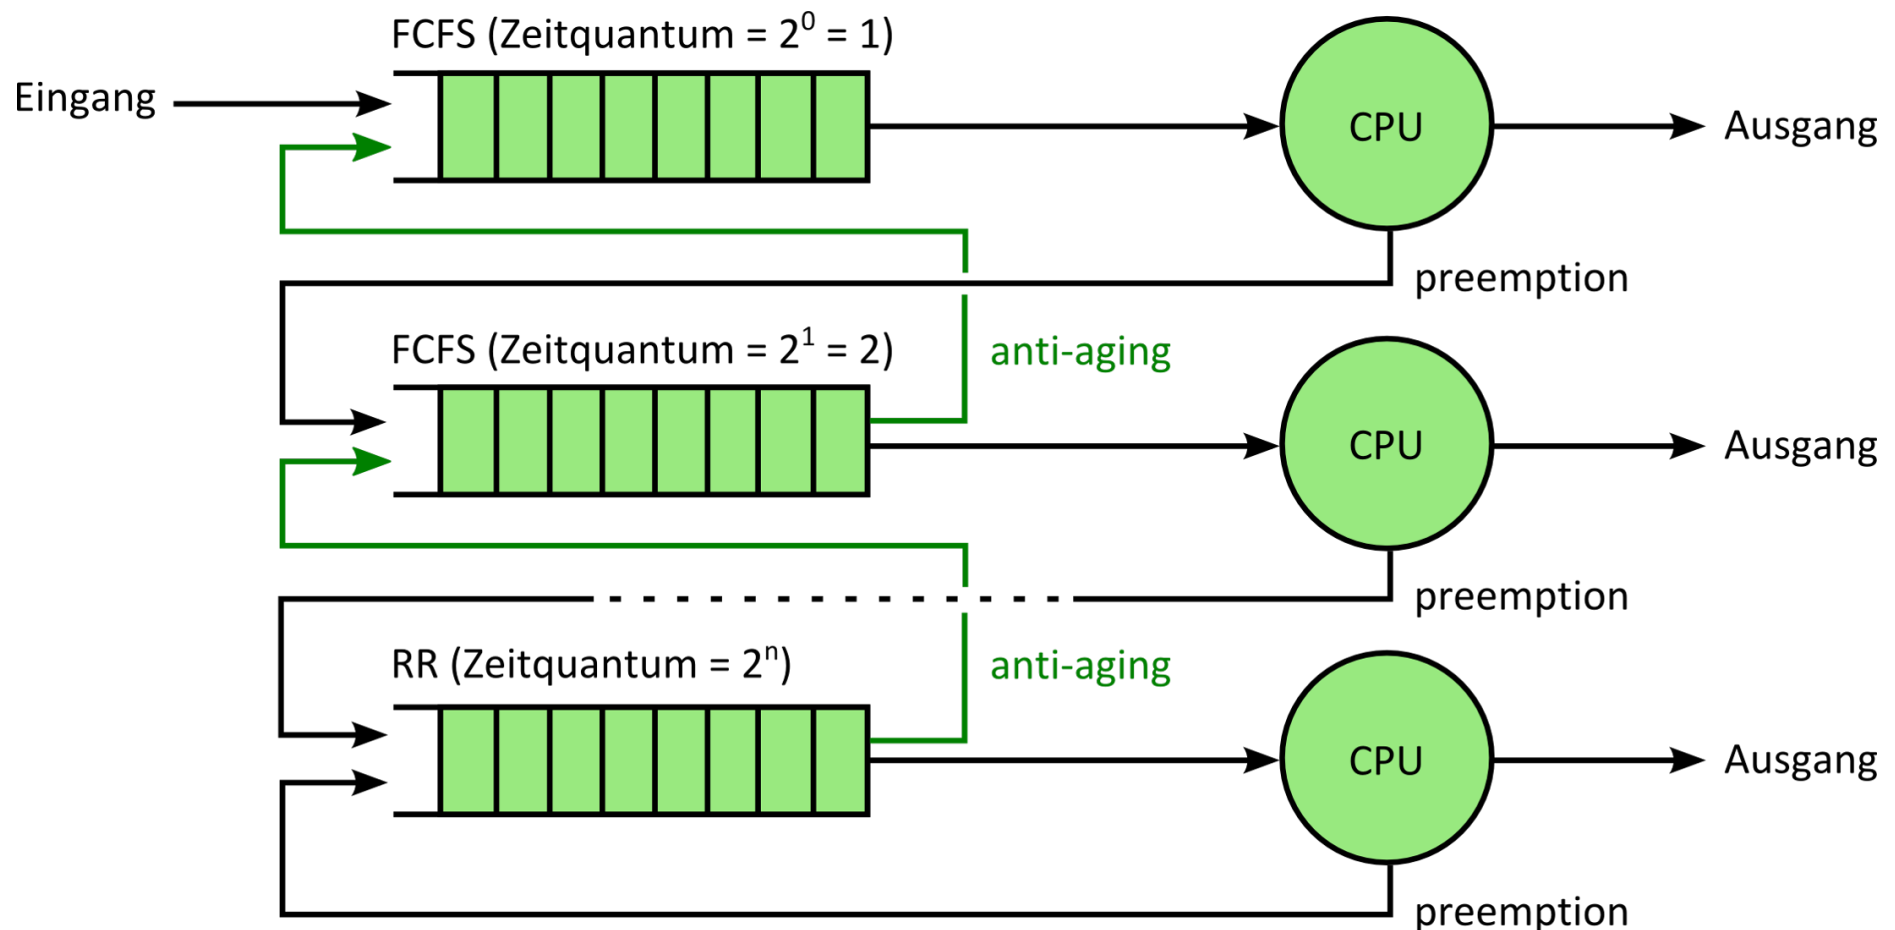 FCFS (Zeitquantum = 2⁰ = 1)
Eingang
CPU
Ausgang
preemption
FCFS (Zeitquantum = 2¹ = 2)
anti-aging
CPU
Ausgang
preemption
RR (Zeitquantum = 2ⁿ)
anti-aging
CPU
Ausgang
preemption